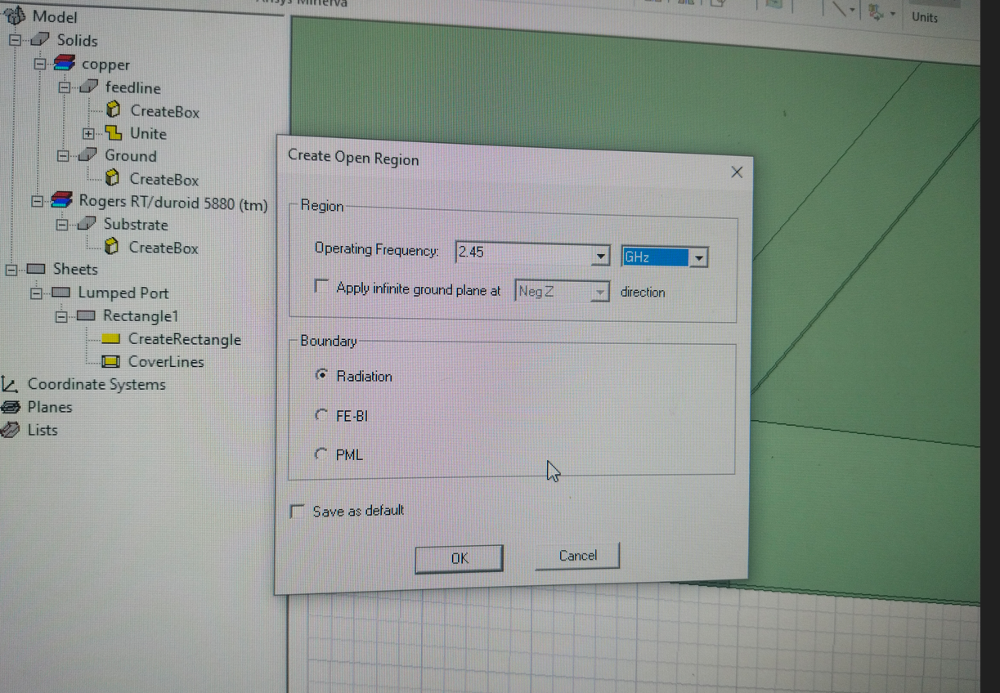 Ansys Minerva
Units
Model
Solids
copper
feedline
CreateBox
Unite
Ground
CreateBox
Rogers RT/duroid 5880 (tm)
Substrate
CreateBox
Sheets
Lumped Port
Rectangle1
CreateRectangle
CoverLines
Coordinate Systems
Planes
Lists
Create Open Region
Region
Operating Frequency: 2.45 GHz
Apply infinite ground plane at Neg Z direction
Boundary
Radiation
FE-BI
PML
Save as default
OK Cancel